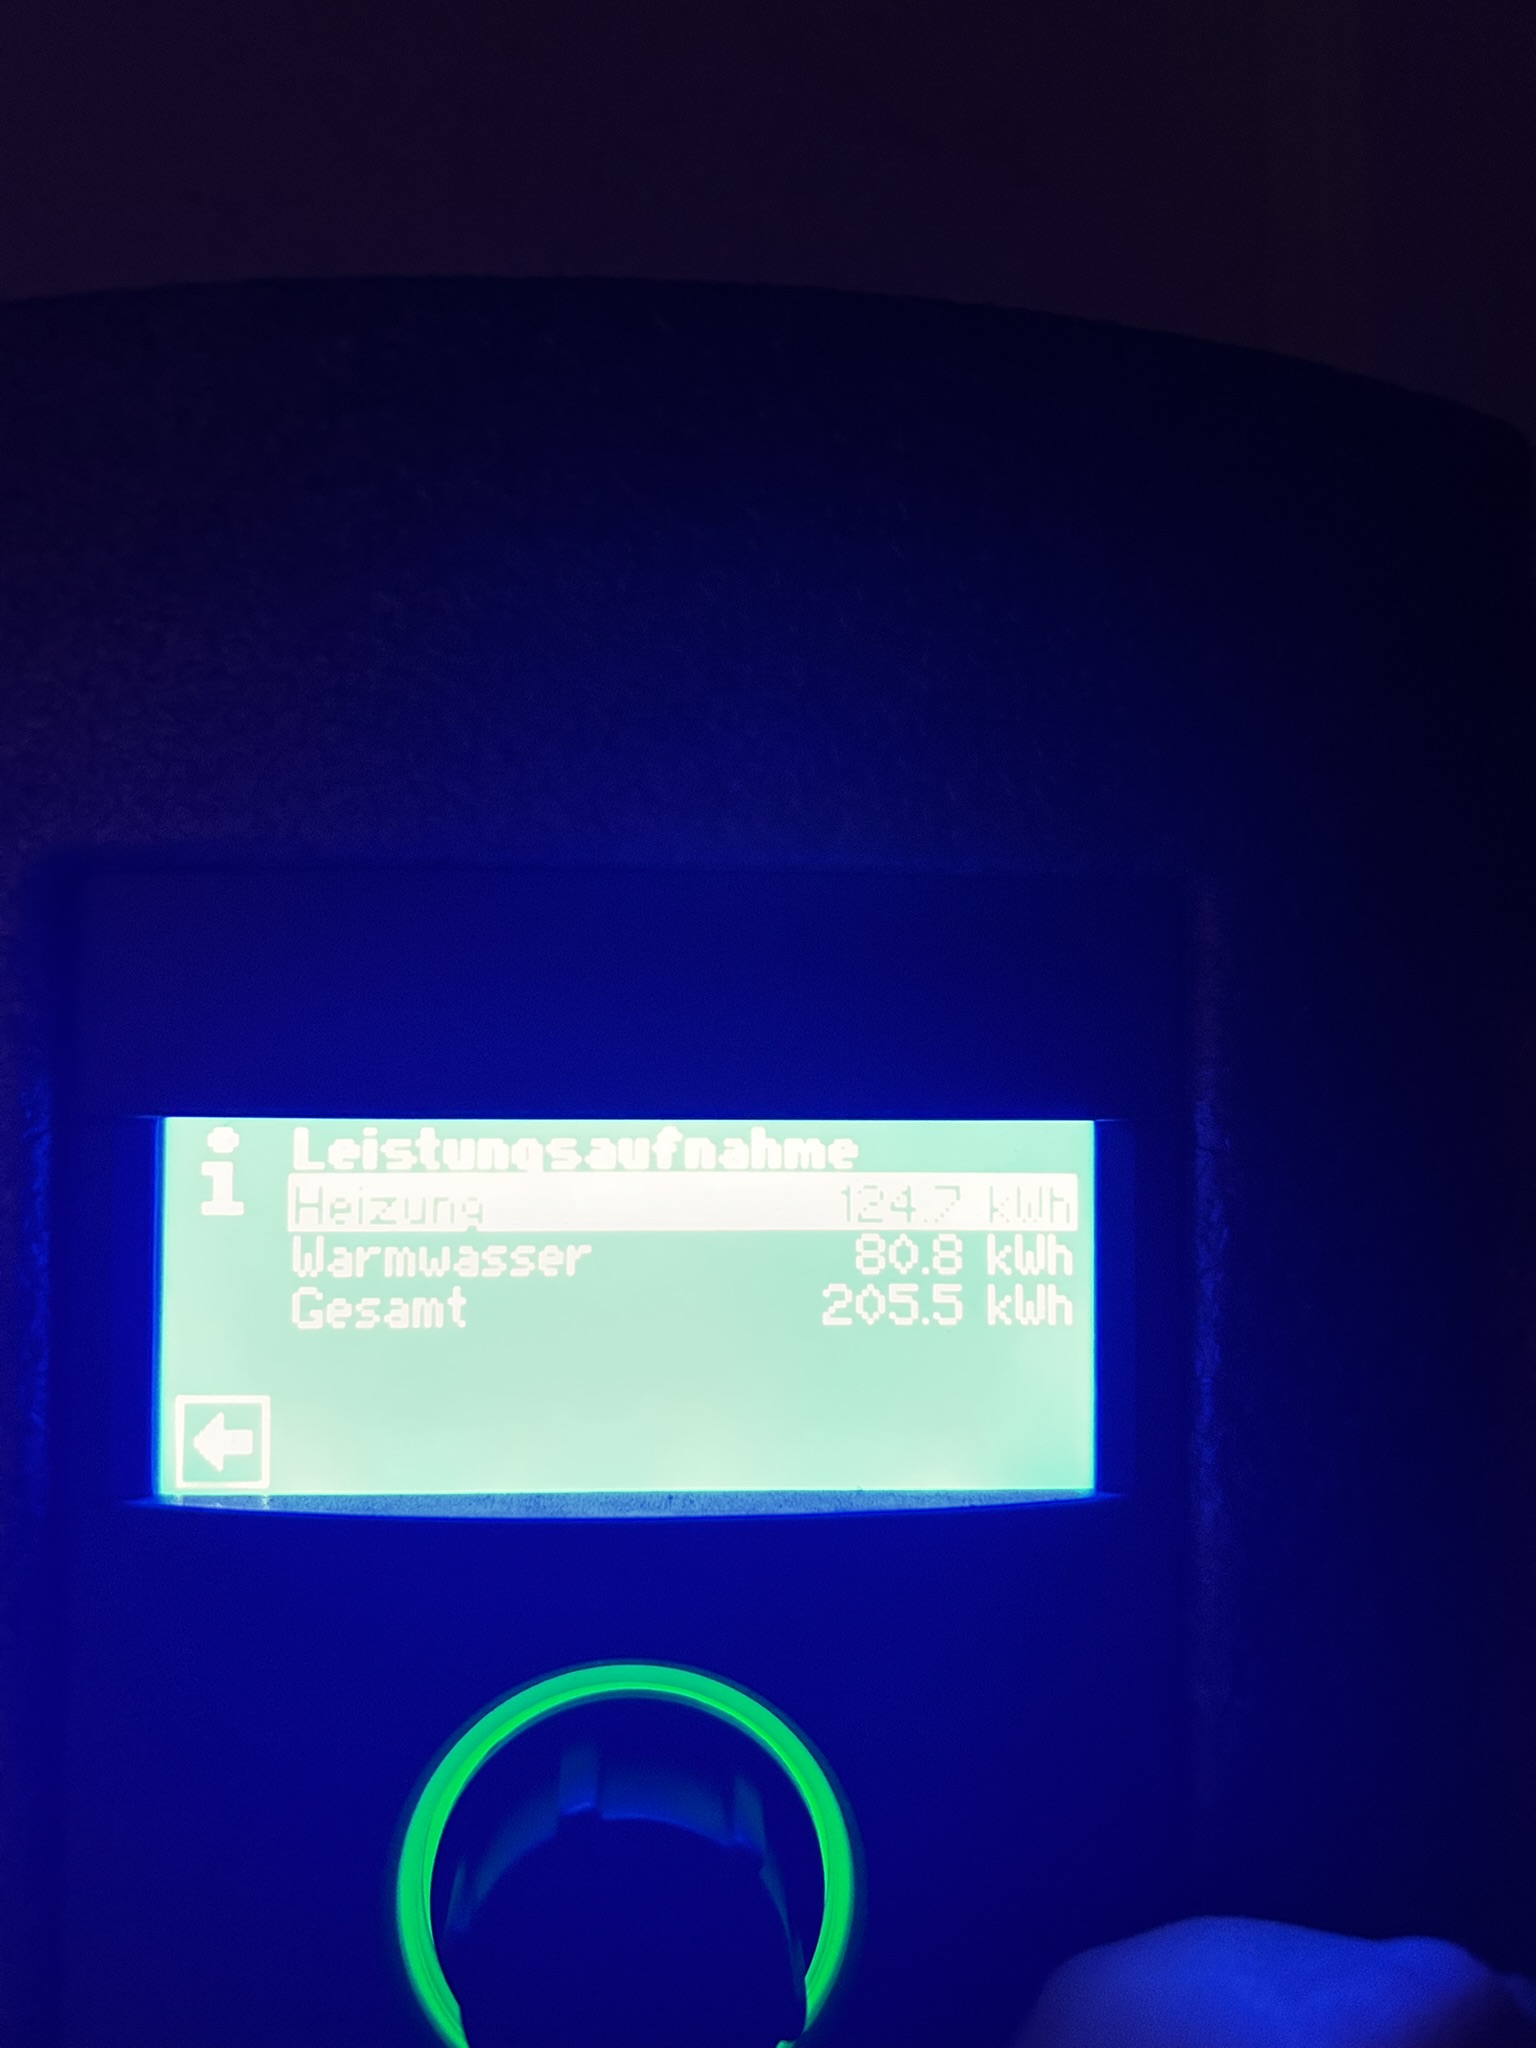 Leistungsaufnahme
Heizung 124.7 kWh
Warmwasser 80.8 kWh
Gesamt 205.5 kWh